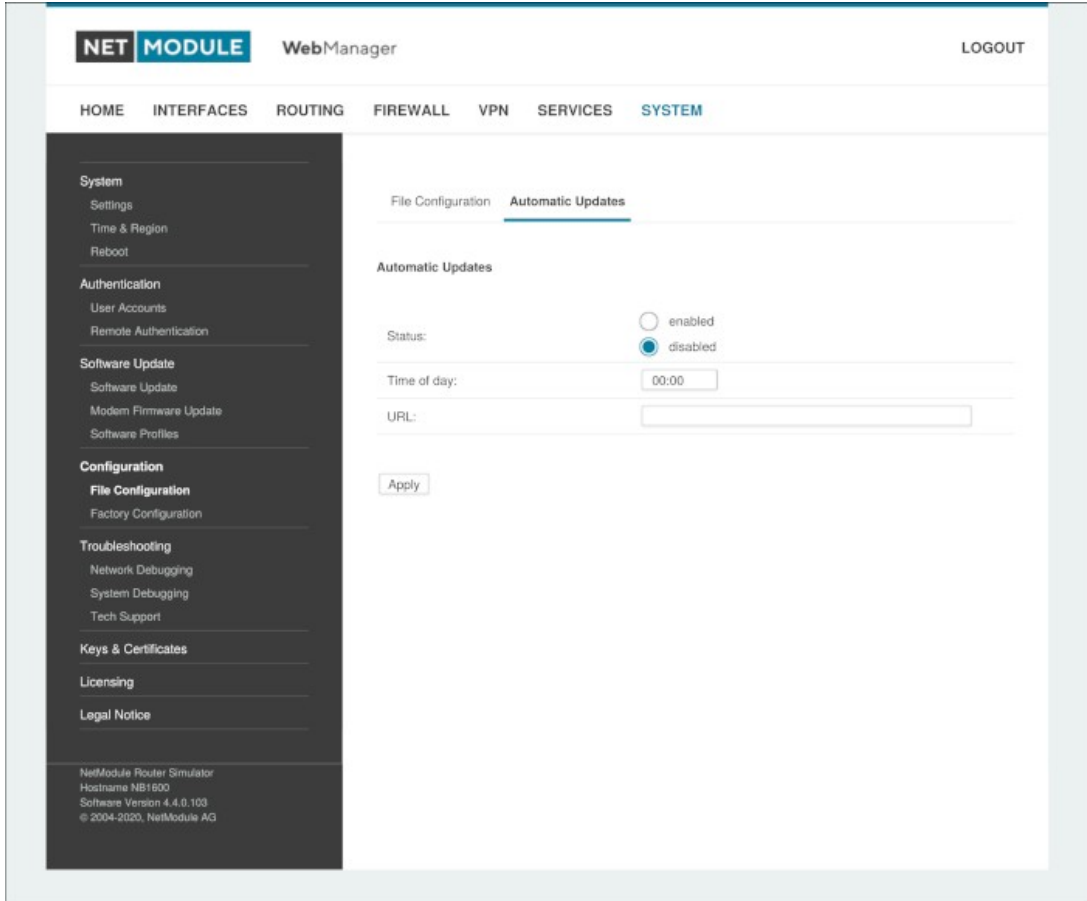 NET MODULE WebManager LOGOUT
HOME INTERFACES ROUTING FIREWALL VPN SERVICES SYSTEM
System
Settings
Time & Region
Reboot
Authentication
User Accounts
Remote Authentication
Software Update
Software Update
Modem Firmware Update
Software Profiles
Configuration
File Configuration
Factory Configuration
Troubleshooting
Network Debugging
System Debugging
Tech Support
Keys & Certificates
Licensing
Legal Notice
NetModule Router Simulator
Hostname NB1600
Software Version 4.4.0.103
© 2004-2020, NetModule AG
File Configuration Automatic Updates
Automatic Updates
Status: enabled
disabled
Time of day: 00:00
URL:
Apply